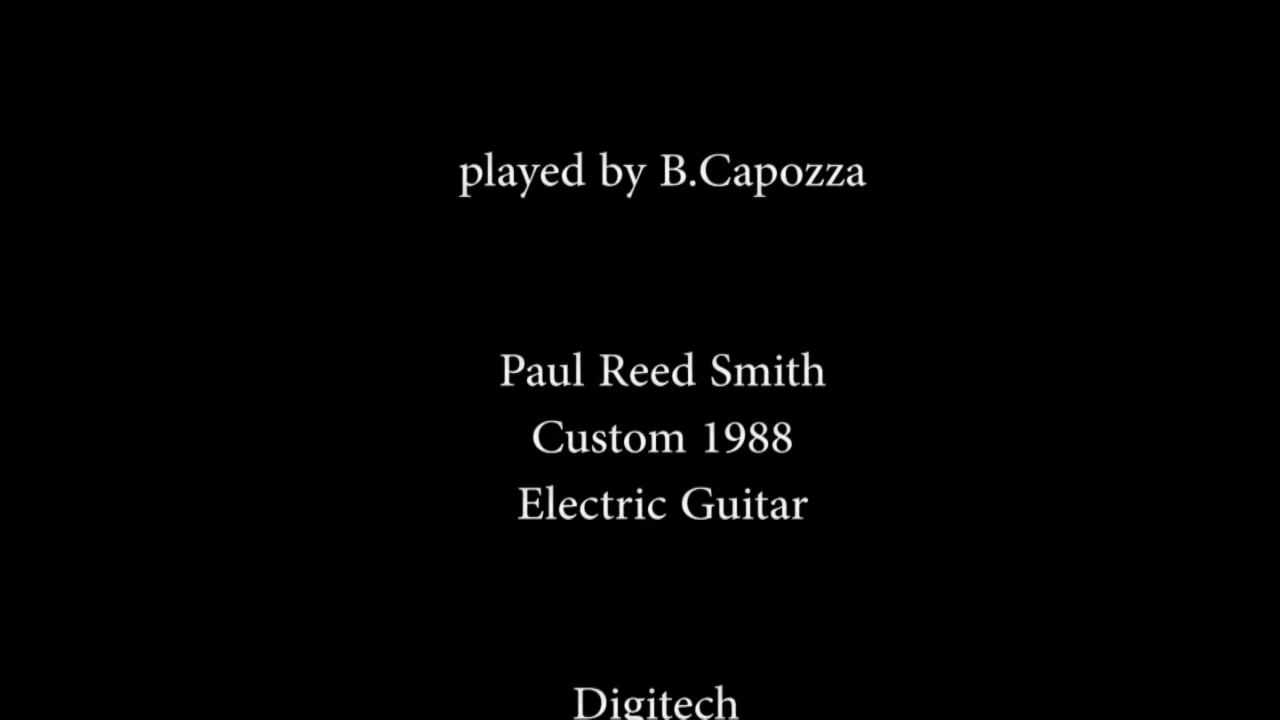 played by B.Capozza
Paul Reed Smith
Custom 1988
Electric Guitar
Digitech